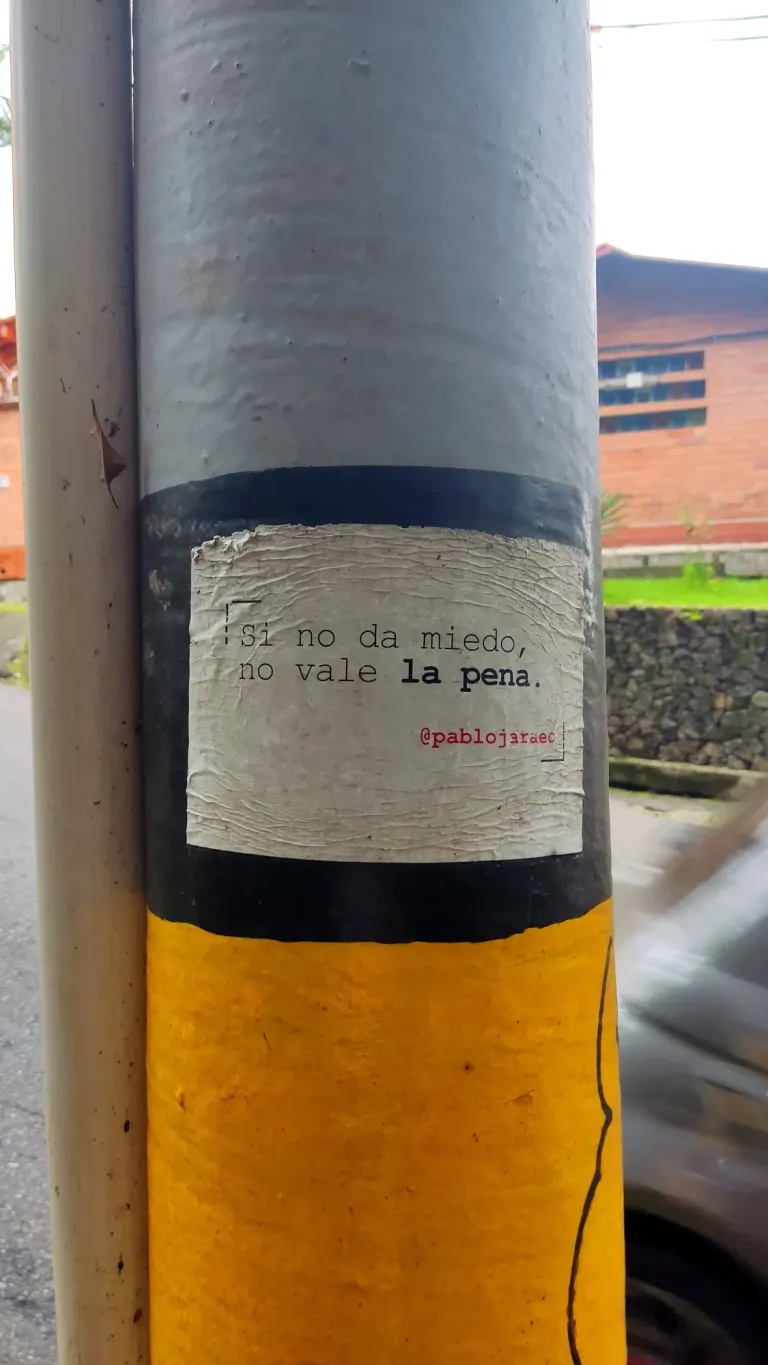 Si no da miedo,
no vale la pena.
@pablojaraec